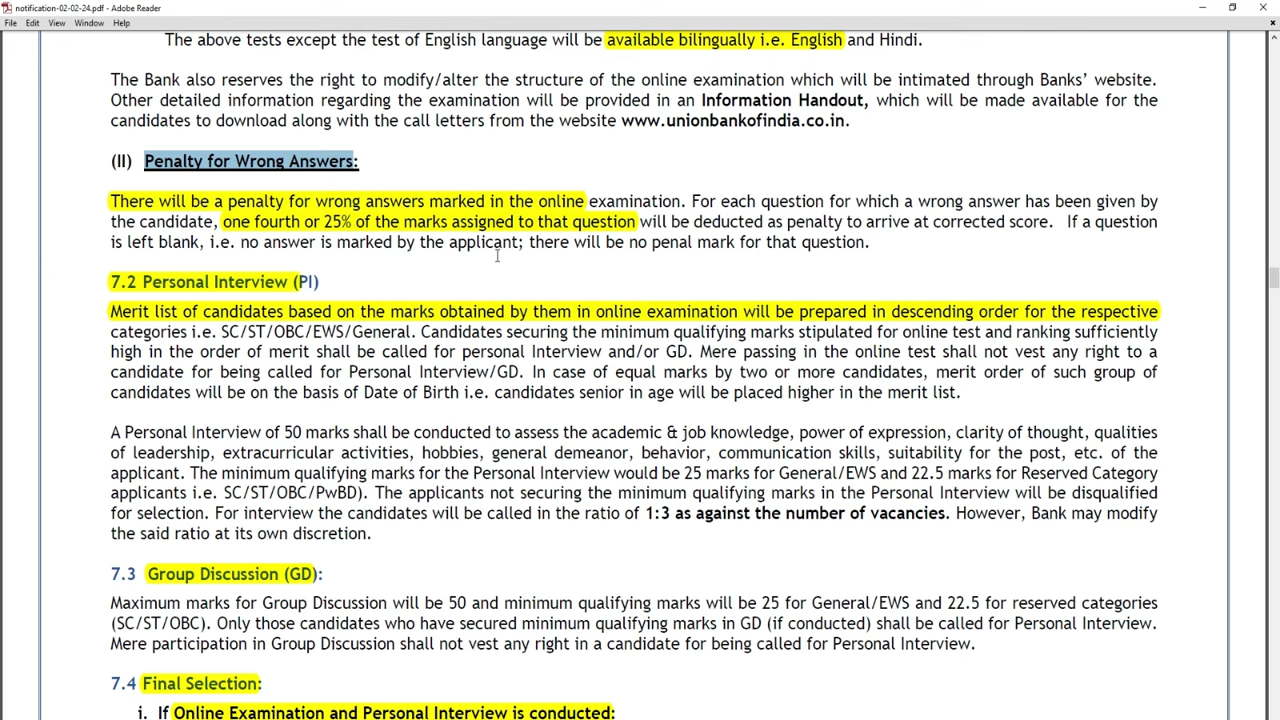 notification-02-02-24.pdf - Adobe Reader
File Edit View Window Help
The above tests except the test of English language will be available bilingually i.e. English and Hindi.
The Bank also reserves the right to modify/alter the structure of the online examination which will be intimated through Banks’ website.
Other detailed information regarding the examination will be provided in an Information Handout, which will be made available for the
candidates to download along with the call letters from the website www.unionbankofindia.co.in.
(II) Penalty for Wrong Answers:
There will be a penalty for wrong answers marked in the online examination. For each question for which a wrong answer has been given by
the candidate, one fourth or 25% of the marks assigned to that question will be deducted as penalty to arrive at corrected score. If a question
is left blank, i.e. no answer is marked by the applicant; there will be no penal mark for that question.
7.2 Personal Interview (PI)
Merit list of candidates based on the marks obtained by them in online examination will be prepared in descending order for the respective
categories i.e. SC/ST/OBC/EWS/General. Candidates securing the minimum qualifying marks stipulated for online test and ranking sufficiently
high in the order of merit shall be called for personal Interview and/or GD. Mere passing in the online test shall not vest any right to a
candidate for being called for Personal Interview/GD. In case of equal marks by two or more candidates, merit order of such group of
candidates will be on the basis of Date of Birth i.e. candidates senior in age will be placed higher in the merit list.
A Personal Interview of 50 marks shall be conducted to assess the academic & job knowledge, power of expression, clarity of thought, qualities
of leadership, extracurricular activities, hobbies, general demeanor, behavior, communication skills, suitability for the post, etc. of the
applicant. The minimum qualifying marks for the Personal Interview would be 25 marks for General/EWS and 22.5 marks for Reserved Category
applicants i.e. SC/ST/OBC/PwBD). The applicants not securing the minimum qualifying marks in the Personal Interview will be disqualified
for selection. For interview the candidates will be called in the ratio of 1:3 as against the number of vacancies. However, Bank may modify
the said ratio at its own discretion.
7.3 Group Discussion (GD):
Maximum marks for Group Discussion will be 50 and minimum qualifying marks will be 25 for General/EWS and 22.5 for reserved categories
(SC/ST/OBC). Only those candidates who have secured minimum qualifying marks in GD (if conducted) shall be called for Personal Interview.
Mere participation in Group Discussion shall not vest any right in a candidate for being called for Personal Interview.
7.4 Final Selection:
i. If Online Examination and Personal Interview is conducted: